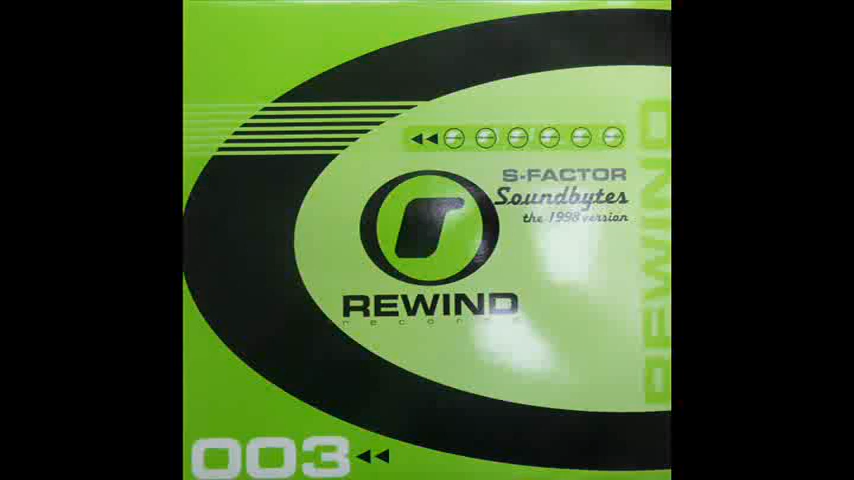 S-FACTOR
Soundbytes
the 1998 version
REWIND
records
REWIND
003